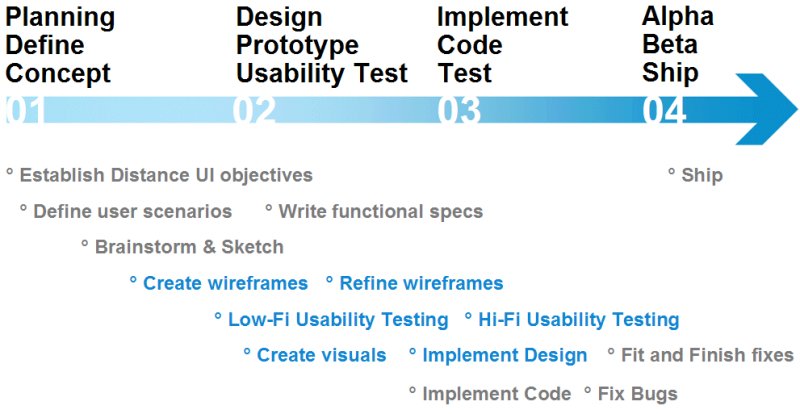 Planning
Define
Concept
Design
Prototype
Usability Test
Implement
Code
Test
Alpha
Beta
Ship
01 02 03 04
° Establish Distance UI objectives ° Ship
° Define user scenarios ° Write functional specs
° Brainstorm & Sketch
° Create wireframes ° Refine wireframes
° Low-Fi Usability Testing ° Hi-Fi Usability Testing
° Create visuals ° Implement Design ° Fit and Finish fixes
° Implement Code ° Fix Bugs